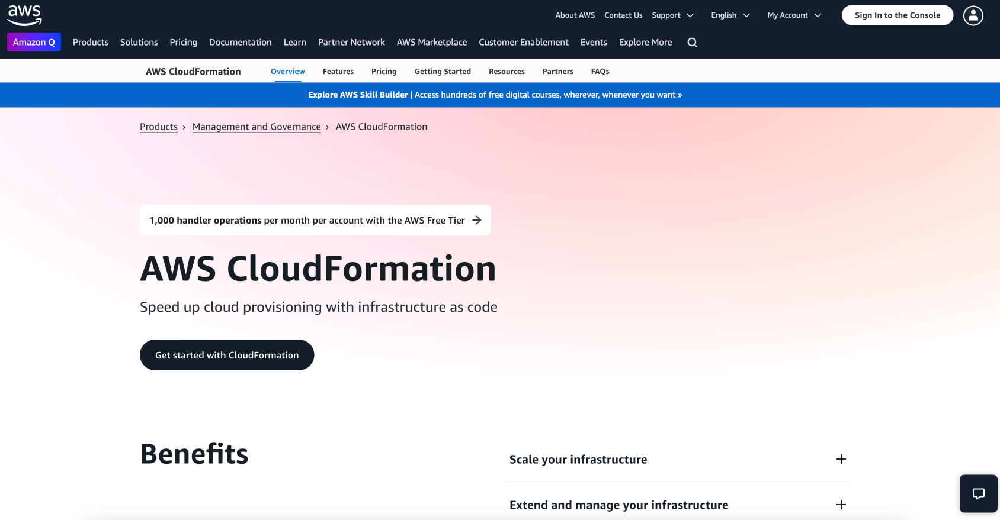 aws
About AWS Contact Us Support English My Account Sign In to the Console
Amazon Q Products Solutions Pricing Documentation Learn Partner Network AWS Marketplace Customer Enablement Events Explore More
AWS CloudFormation Overview Features Pricing Getting Started Resources Partners FAQs
Explore AWS Skill Builder | Access hundreds of free digital courses, wherever, whenever you want »
Products › Management and Governance › AWS CloudFormation
1,000 handler operations per month per account with the AWS Free Tier →
AWS CloudFormation
Speed up cloud provisioning with infrastructure as code
Get started with CloudFormation
Benefits
Scale your infrastructure +
Extend and manage your infrastructure +